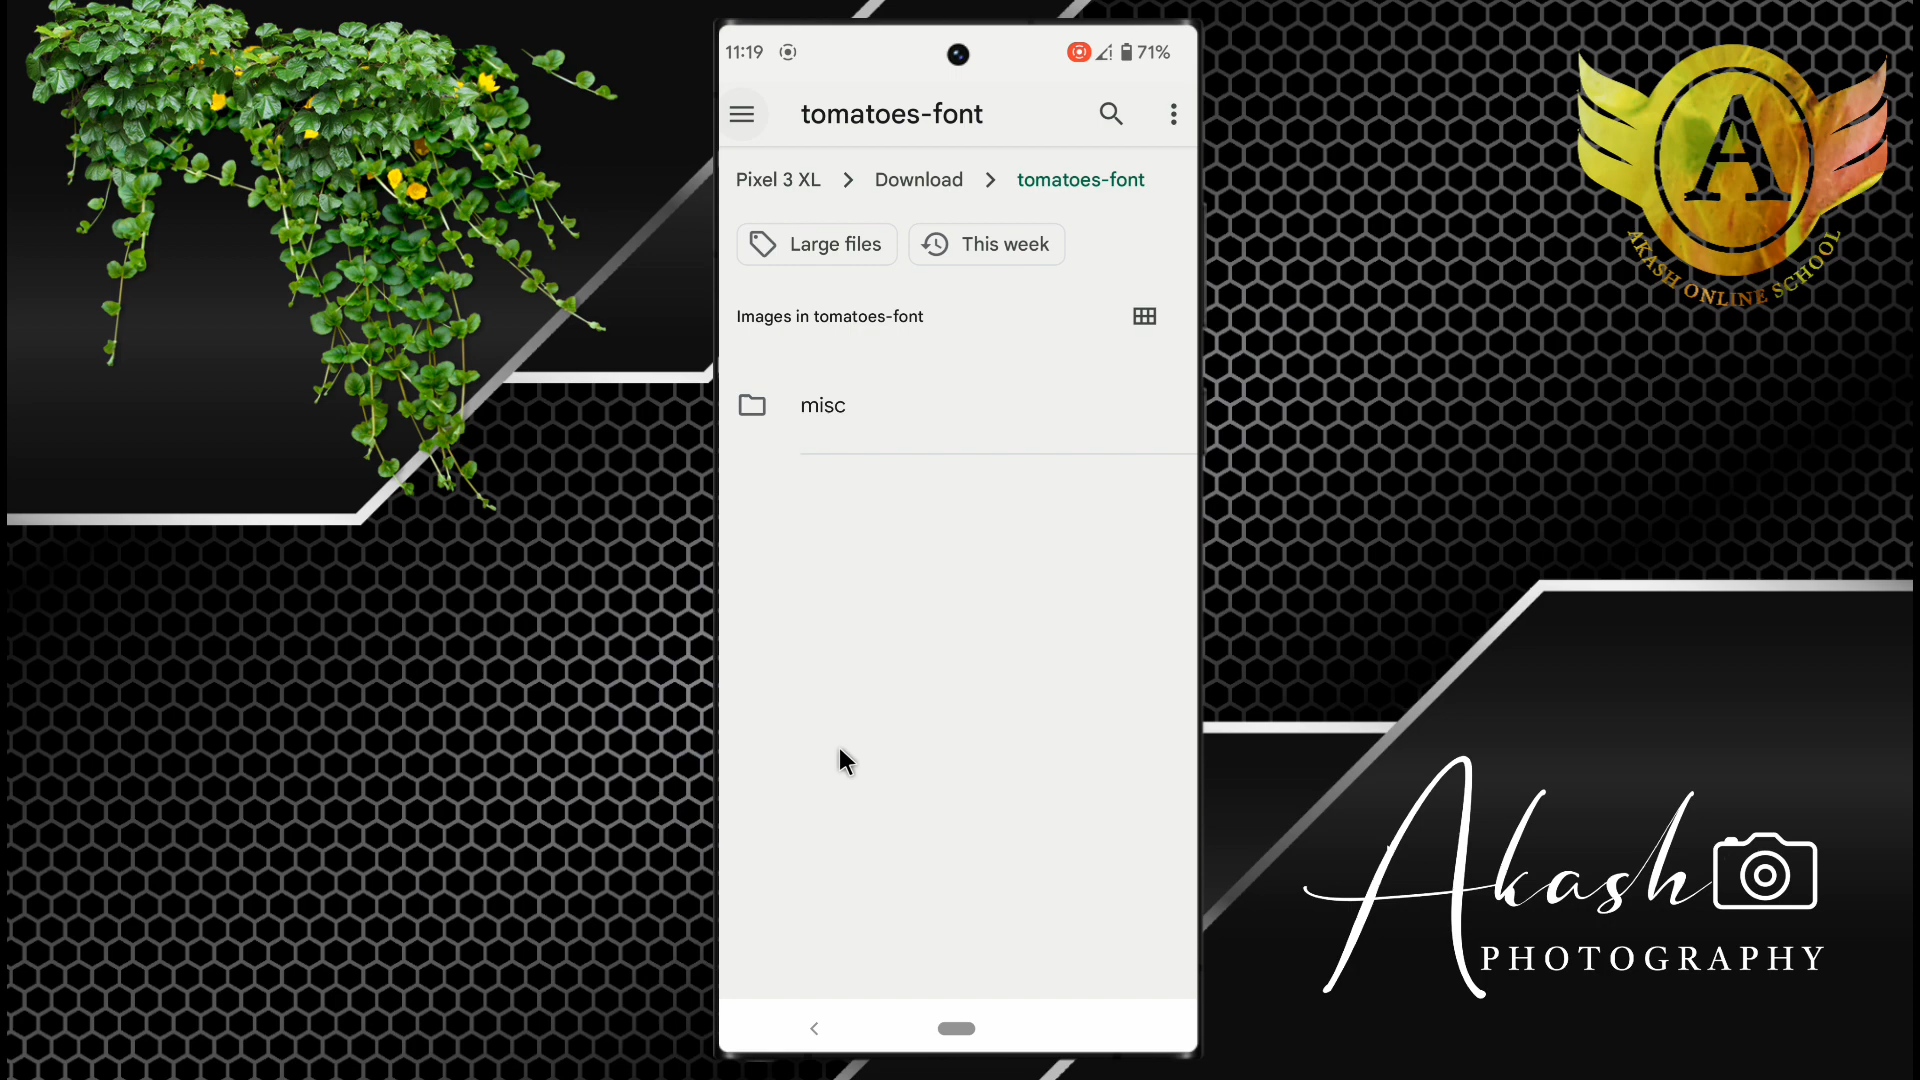 11:19
71%
tomatoes-font
Pixel 3 XL > Download > tomatoes-font
Large files
This week
Images in tomatoes-font
misc
A
AKASH ONLINE SCHOOL
Akash
PHOTOGRAPHY